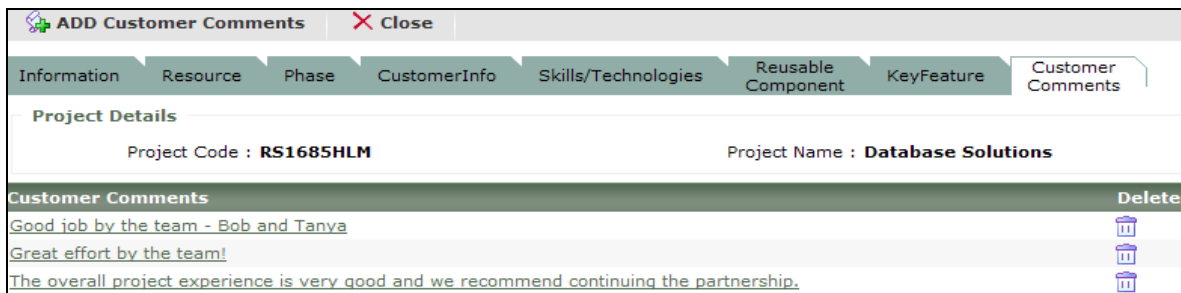 ADD Customer Comments Close
Information Resource Phase CustomerInfo Skills/Technologies Reusable Component KeyFeature Customer Comments
Project Details
Project Code : RS1685HLM Project Name : Database Solutions
Customer Comments Delete
Good job by the team - Bob and Tanya
Great effort by the team!
The overall project experience is very good and we recommend continuing the partnership.